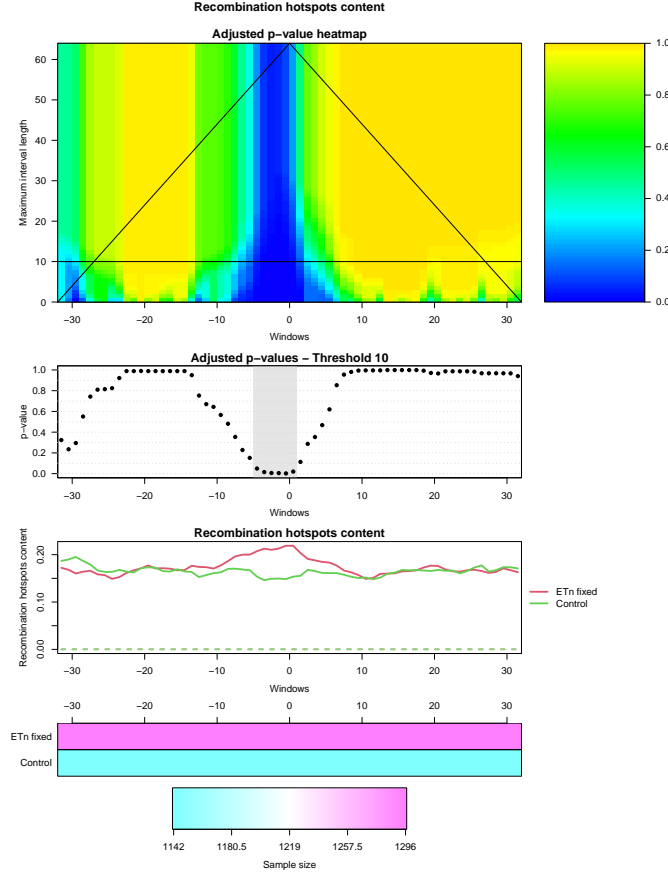 Recombination hotspots content
Adjusted p-value heatmap
Maximum interval length
60
50
40
30
20
10
0
−30 −20 −10 0 10 20 30
Windows
1.0
0.8
0.6
0.4
0.2
0.0
Adjusted p−values − Threshold 10
p−value
1.0
0.8
0.6
0.4
0.2
0.0
−30 −20 −10 0 10 20 30
Windows
Recombination hotspots content
Recombination hotspots content
0.20
0.10
0.00
−30 −20 −10 0 10 20 30
Windows
ETn fixed
Control
−30 −20 −10 0 10 20 30
ETn fixed
Control
1142 1180.5 1219 1257.5 1296
Sample size